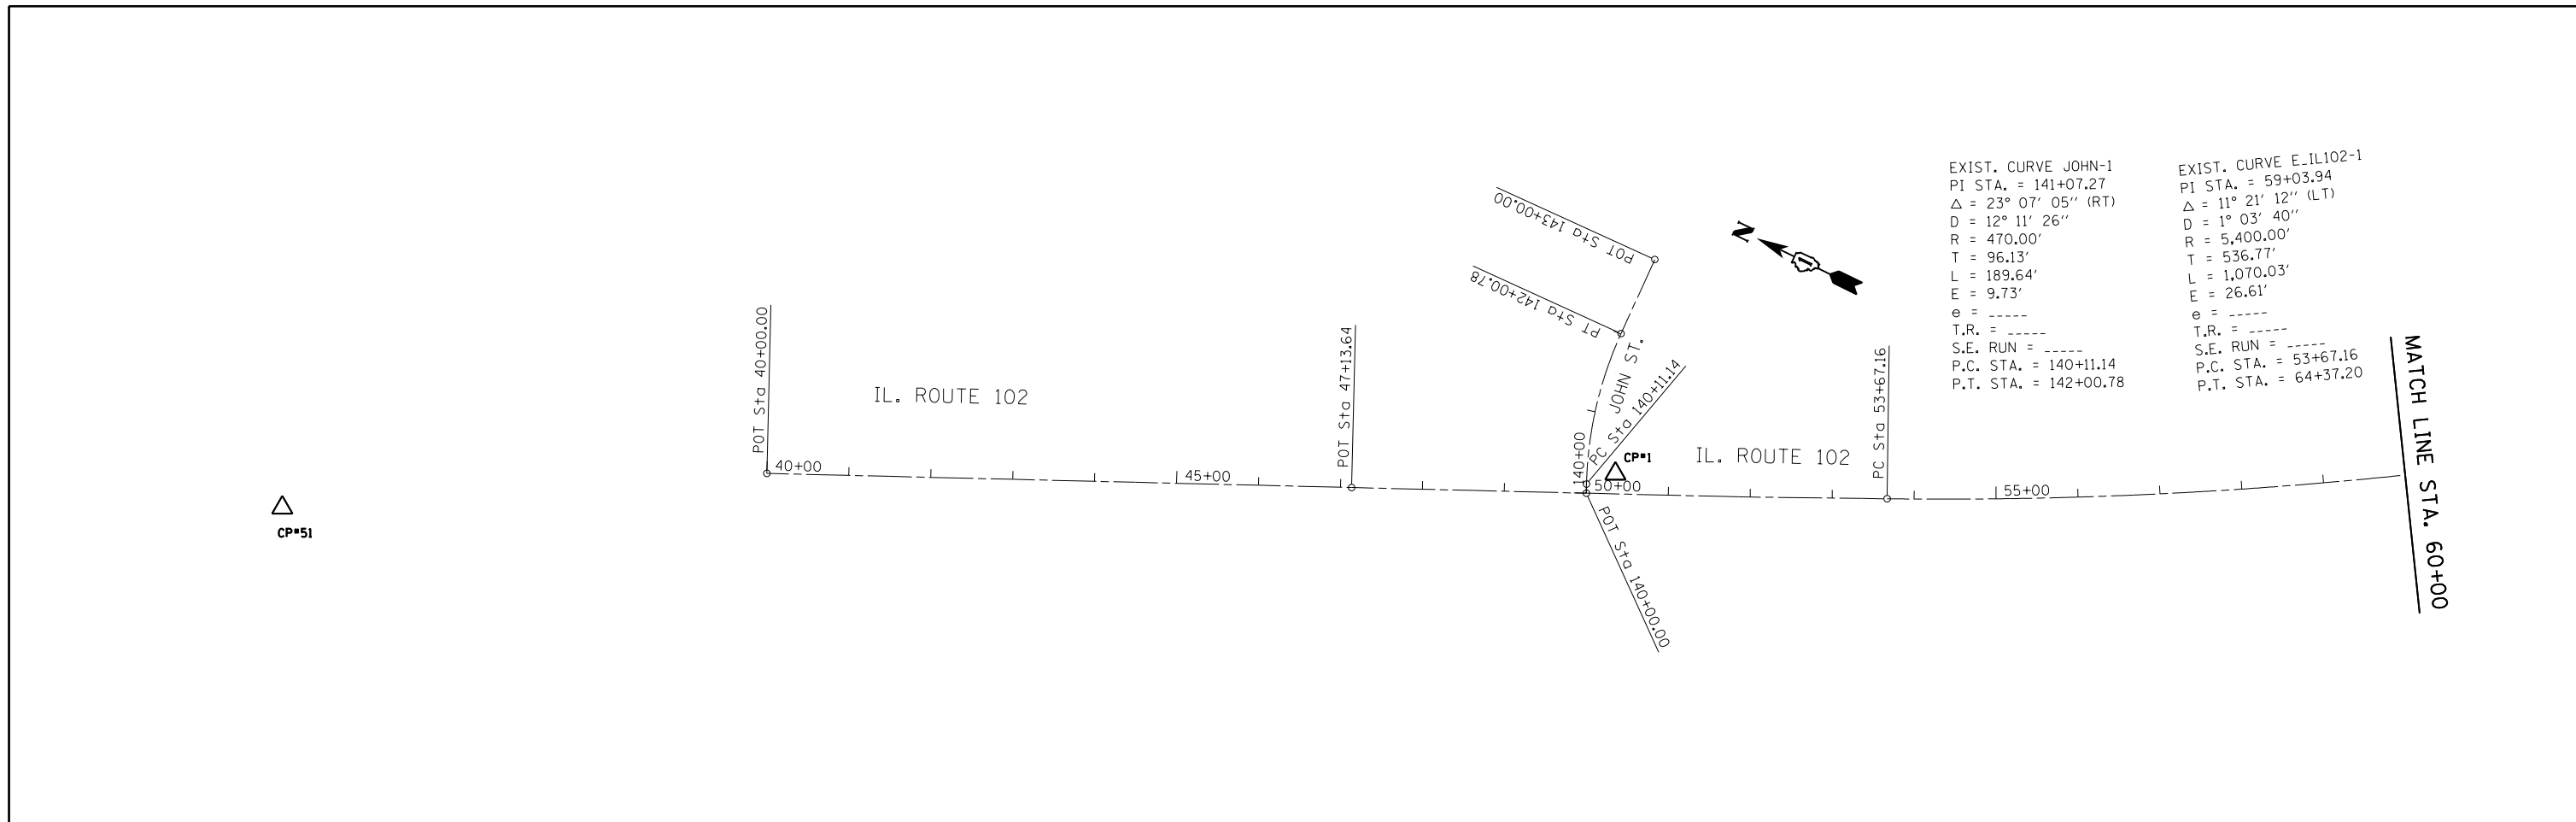 EXIST. CURVE JOHN-1
PI STA. = 141+07.27
Δ = 23° 07' 05'' (RT)
D = 12° 11' 26''
R = 470.00'
T = 96.13'
L = 189.64'
E = 9.73'
e = _____
T.R. = _____
S.E. RUN = _____
P.C. STA. = 140+11.14
P.T. STA. = 142+00.78
EXIST. CURVE E_IL102-1
PI STA. = 59+03.94
Δ = 11° 21' 12'' (LT)
D = 1° 03' 40''
R = 5,400.00'
T = 536.77'
L = 1,070.03'
E = 26.61'
e = _____
T.R. = _____
S.E. RUN = _____
P.C. STA. = 53+67.16
P.T. STA. = 64+37.20
POT Sta 143+00.00
N
PT Sta 142+00.78
POT Sta 40+00.00
IL. ROUTE 102
POT Sta 47+13.64
JOHN ST.
PC Sta 140+11.14
140+00
CP#1
IL. ROUTE 102
PC Sta 53+67.16
40+00
45+00
50+00
55+00
CP#51
POT Sta 140+00.00
MATCH LINE STA. 60+00